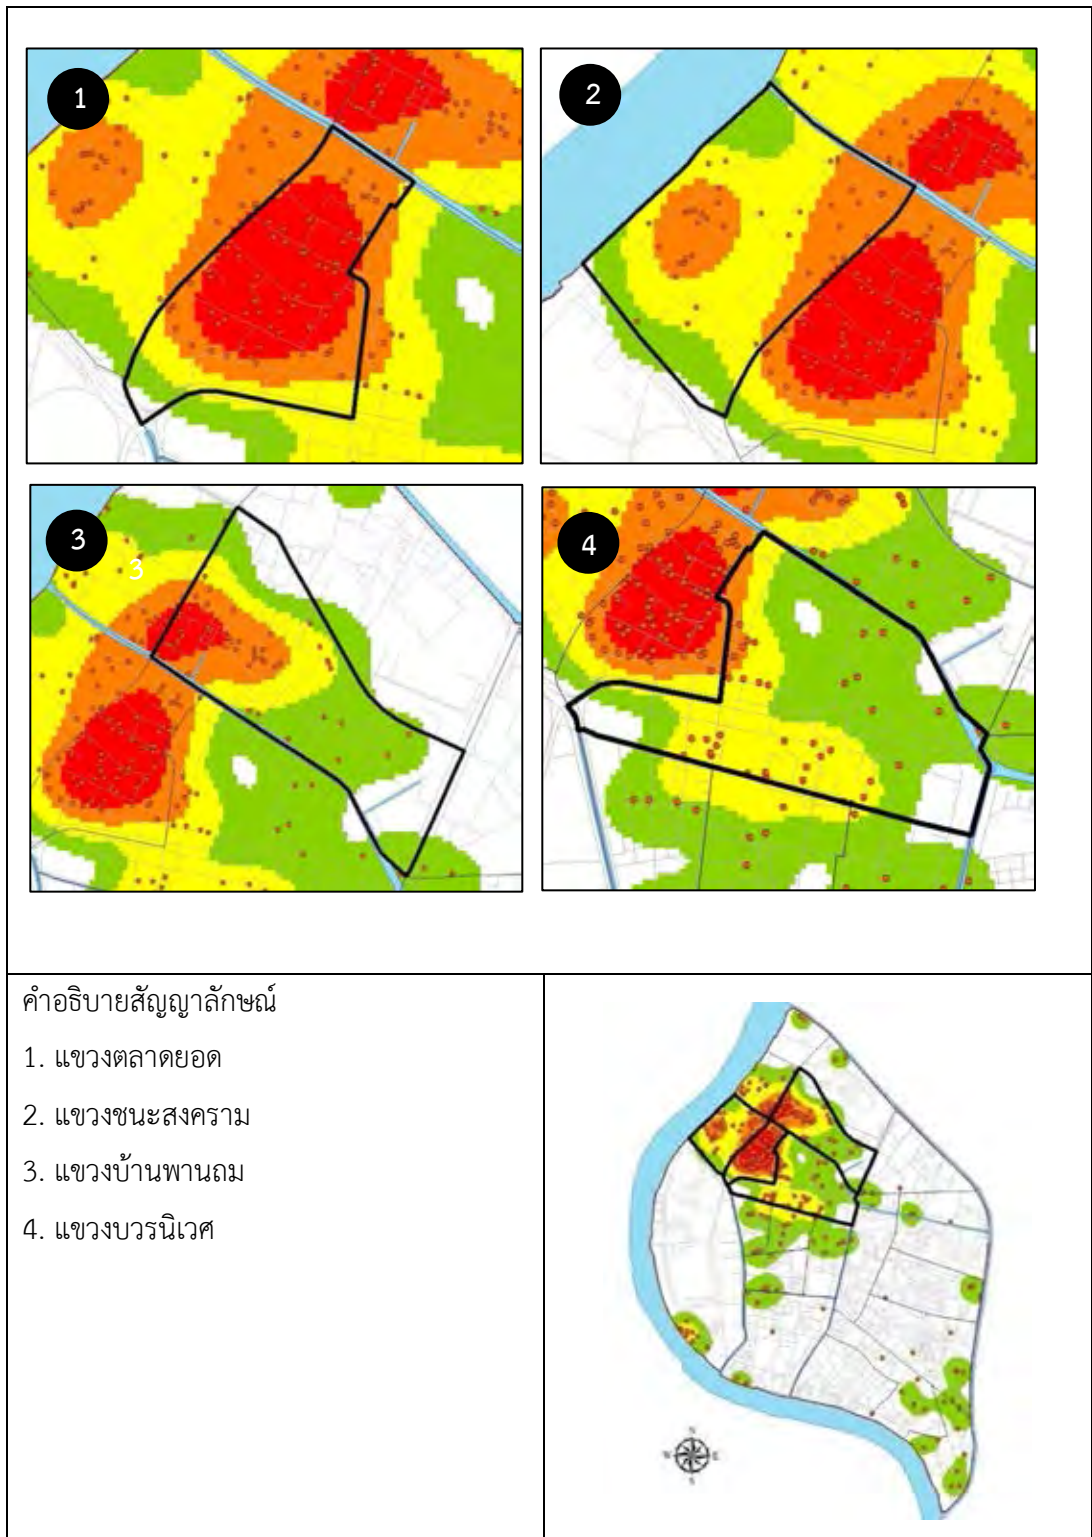 1
2
3
3
4
คำอธิบายสัญญาลักษณ์
1. แขวงตลาดยอด
2. แขวงชนะสงคราม
3. แขวงบ้านพานถม
4. แขวงบวรนิเวศ
N
W
E
S